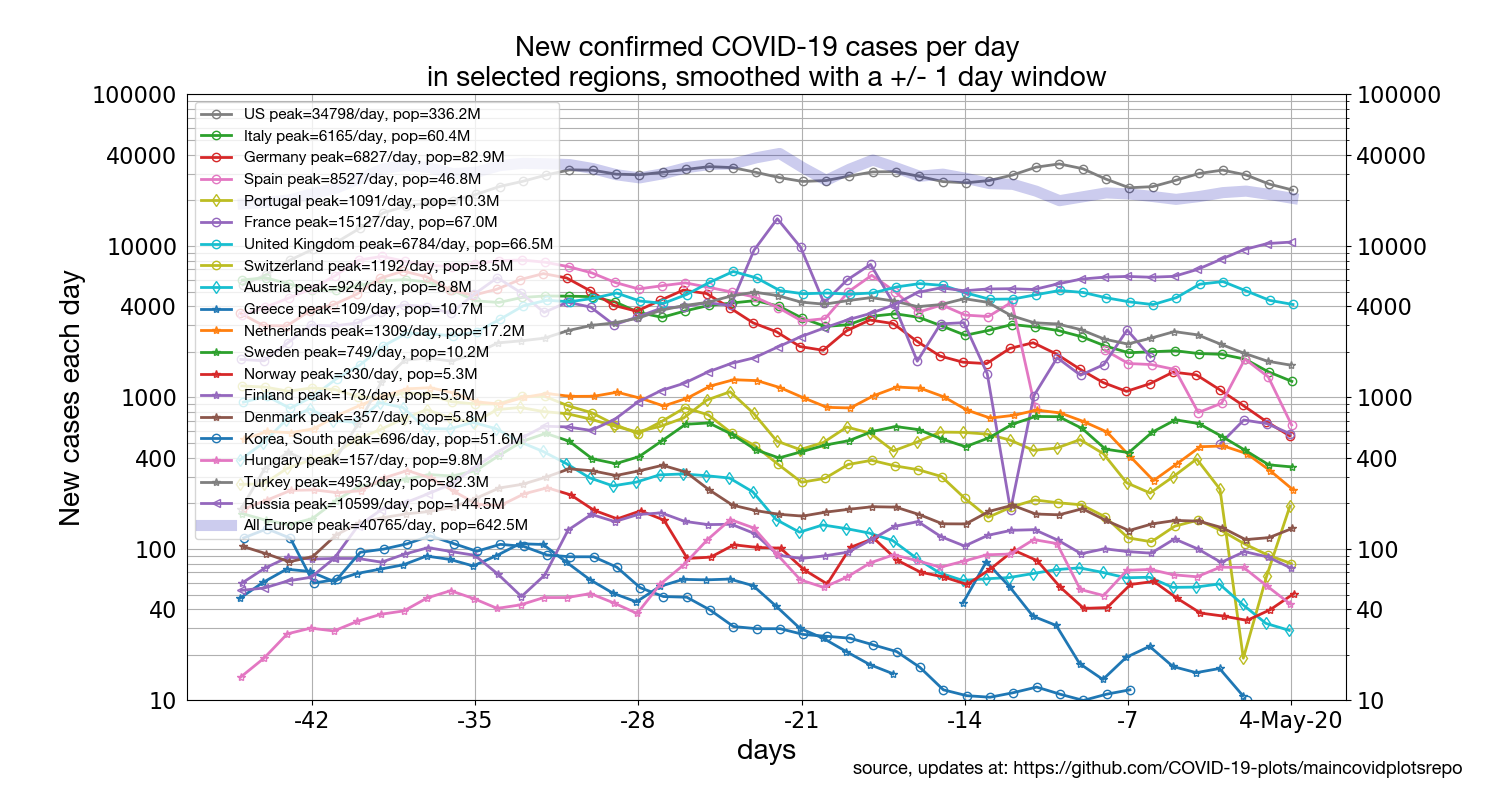 New confirmed COVID-19 cases per day
in selected regions, smoothed with a +/- 1 day window
100000
40000
10000
4000
1000
400
100
40
10
New cases each day
US peak=34798/day, pop=336.2M
Italy peak=6165/day, pop=60.4M
Germany peak=6827/day, pop=82.9M
Spain peak=8527/day, pop=46.8M
Portugal peak=1091/day, pop=10.3M
France peak=15127/day, pop=67.0M
United Kingdom peak=6784/day, pop=66.5M
Switzerland peak=1192/day, pop=8.5M
Austria peak=924/day, pop=8.8M
Greece peak=109/day, pop=10.7M
Netherlands peak=1309/day, pop=17.2M
Sweden peak=749/day, pop=10.2M
Norway peak=330/day, pop=5.3M
Finland peak=173/day, pop=5.5M
Denmark peak=357/day, pop=5.8M
Korea, South peak=696/day, pop=51.6M
Hungary peak=157/day, pop=9.8M
Turkey peak=4953/day, pop=82.3M
Russia peak=10599/day, pop=144.5M
All Europe peak=40765/day, pop=642.5M
100000
40000
10000
4000
1000
400
100
40
10
-42 -35 -28 -21 -14 -7 4-May-20
days
source, updates at: https://github.com/COVID-19-plots/maincovidplotsrepo